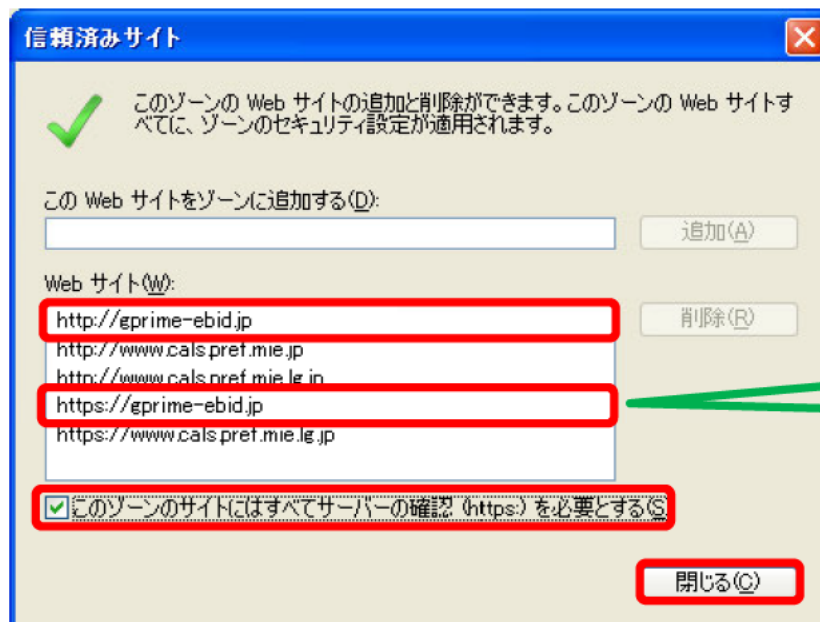 信頼済みサイト
このゾーンの Web サイトの追加と削除ができます。このゾーンの Web サイトす
べてに、ゾーンのセキュリティ設定が適用されます。
この Web サイトをゾーンに追加する(D):
追加(A)
Web サイト(W):
http://gprime-ebid.jp
削除(R)
http://www.cals.pref.mie.jp
http://www.cals.pref.mie.lg.jp
https://gprime-ebid.jp
https://www.cals.pref.mie.lg.jp
このゾーンのサイトにはすべてサーバーの確認 (https:) を必要とする(S
閉じる(C)